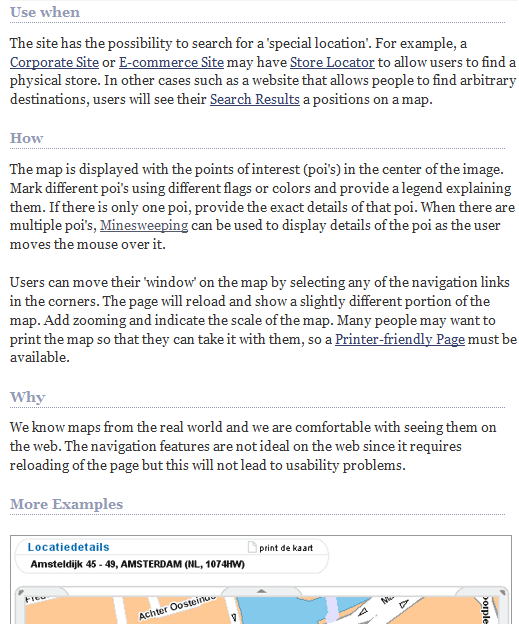 Use when
The site has the possibility to search for a 'special location'. For example, a
Corporate Site or E-commerce Site may have Store Locator to allow users to find a
physical store. In other cases such as a website that allows people to find arbitrary
destinations, users will see their Search Results a positions on a map.
How
The map is displayed with the points of interest (poi's) in the center of the image.
Mark different poi's using different flags or colors and provide a legend explaining
them. If there is only one poi, provide the exact details of that poi. When there are
multiple poi's, Minesweeping can be used to display details of the poi as the user
moves the mouse over it.
Users can move their 'window' on the map by selecting any of the navigation links
in the corners. The page will reload and show a slightly different portion of the
map. Add zooming and indicate the scale of the map. Many people may want to
print the map so that they can take it with them, so a Printer-friendly Page must be
available.
Why
We know maps from the real world and we are comfortable with seeing them on
the web. The navigation features are not ideal on the web since it requires
reloading of the page but this will not lead to usability problems.
More Examples
Locatiedetails
print de kaart
Amsteldijk 45 - 49, AMSTERDAM (NL, 1074HW)
Achter Oosteinde